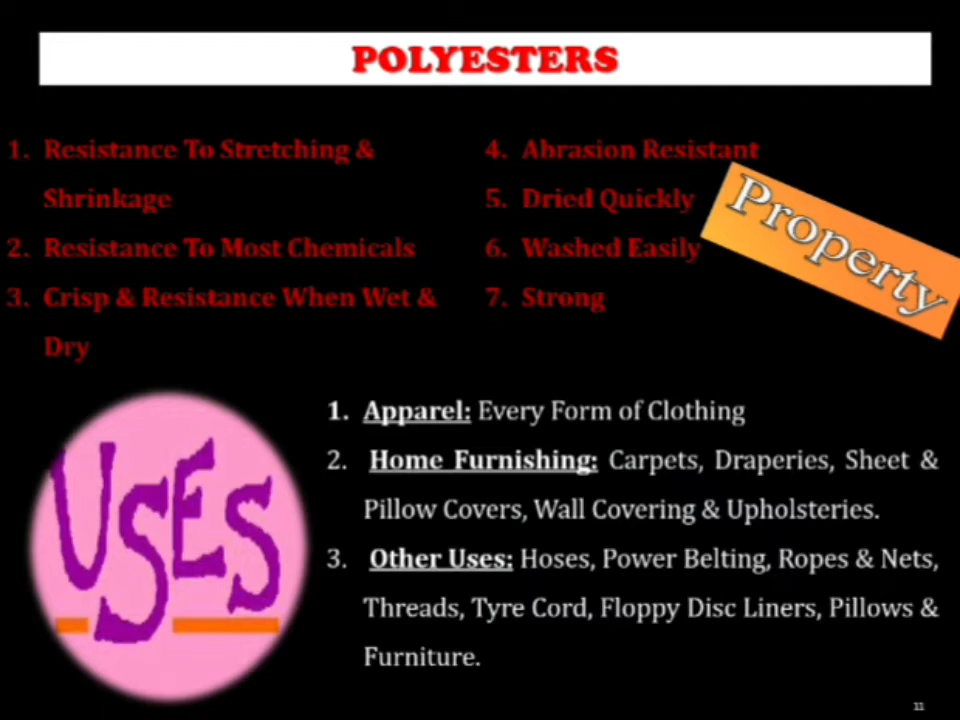 POLYESTERS
1. Resistance To Stretching &
Shrinkage
2. Resistance To Most Chemicals
3. Crisp & Resistance When Wet &
Dry
4. Abrasion Resistant
5. Dried Quickly
6. Washed Easily
7. Strong
Property
USES
1. Apparel: Every Form of Clothing
2. Home Furnishing: Carpets, Draperies, Sheet &
Pillow Covers, Wall Covering & Upholsteries.
3. Other Uses: Hoses, Power Belting, Ropes & Nets,
Threads, Tyre Cord, Floppy Disc Liners, Pillows &
Furniture.
11